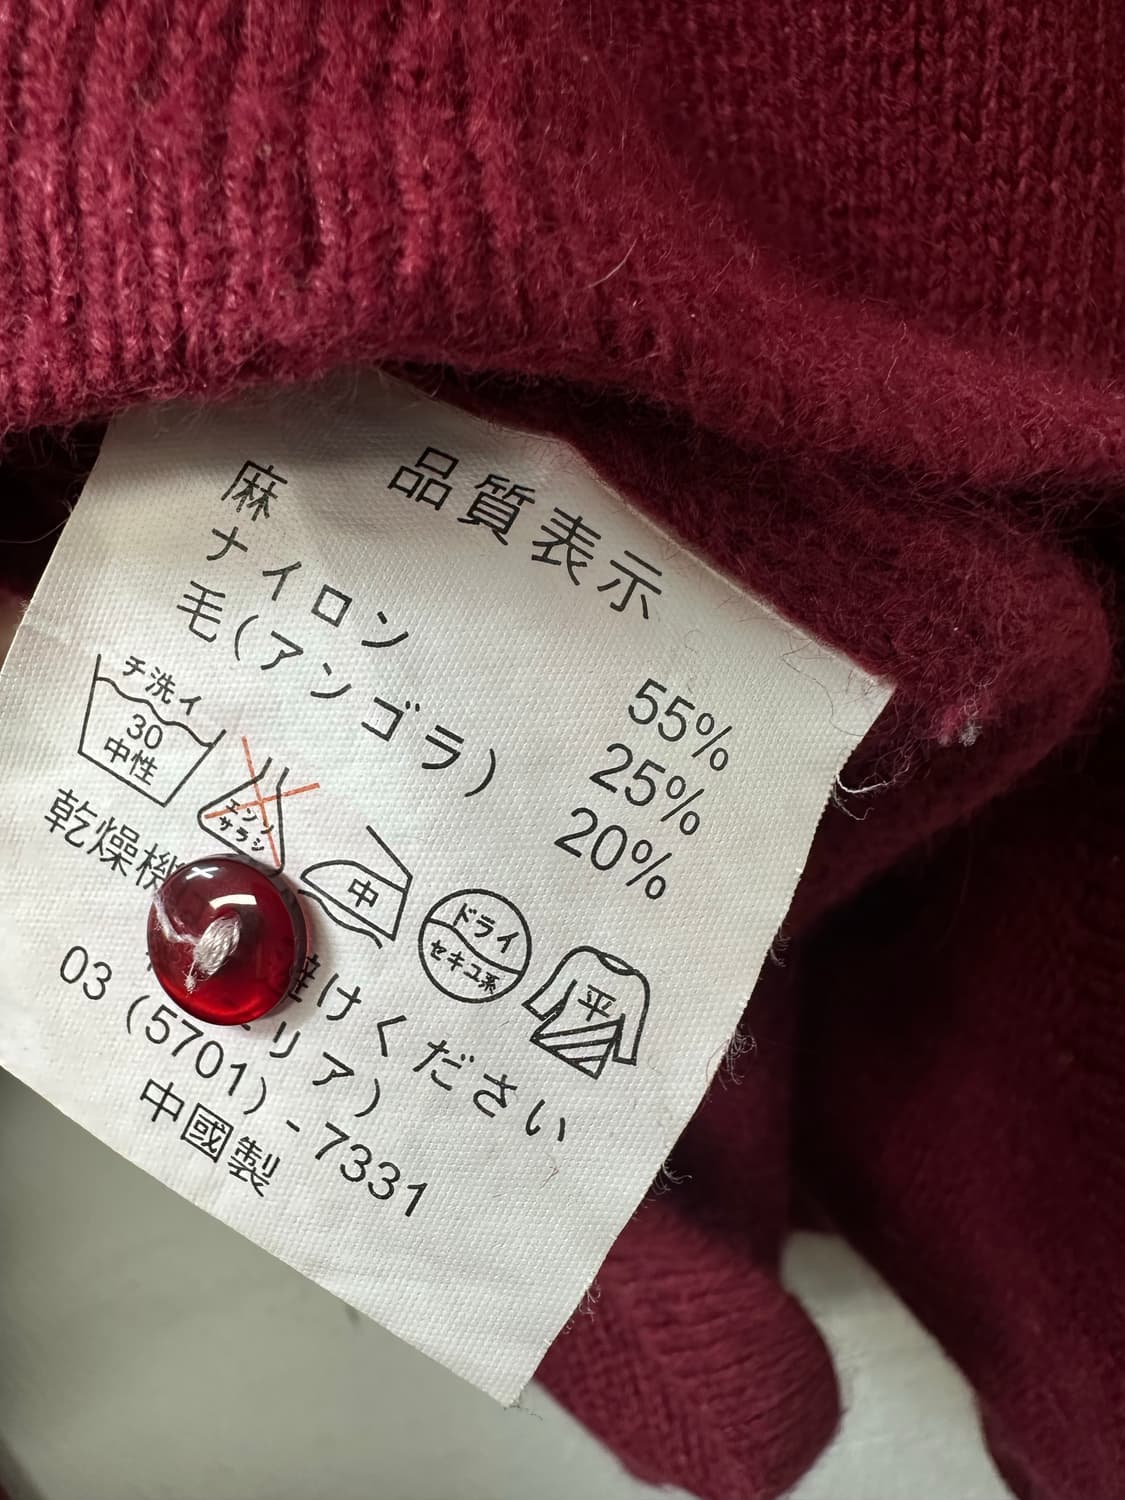 品質表示
麻 55%
ナイロン 25%
毛(アンゴラ) 20%
チ洗イ
30
中性
エンソ
サラシ
中
ドライ
セキユ系
平
乾燥機
避けください
リア)
03(5701)-7331
中國製